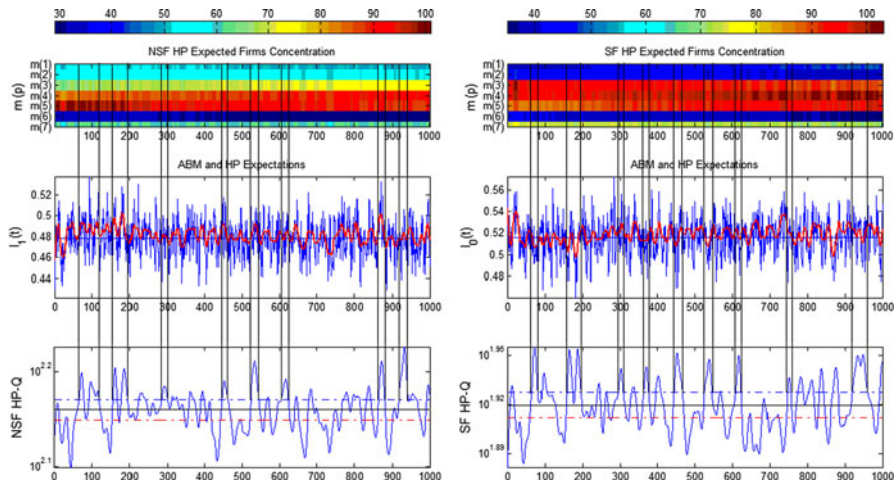 30 40 50 60 70 80 90 100
NSF HP Expected Firms Concentration
m (p)
m(1)
m(2)
m(3)
m(4)
m(5)
m(6)
m(7)
100 200 300 400 500 600 700 800 900 1000
ABM and HP Expectations
I1(t)
0.52
0.5
0.48
0.44
0 100 200 300 400 500 600 700 800 900 1000
NSF HP-Q
10^2.2
10^2.1
0 100 200 300 400 500 600 700 800 900 1000
40 50 60 70 80 90 100
SF HP Expected Firms Concentration
m (p)
m(1)
m(2)
m(3)
m(4)
m(5)
m(6)
m(7)
100 200 300 400 500 600 700 800 900 1000
ABM and HP Expectations
I0(t)
0.56
0.54
0.52
0.5
0.48
0 100 200 300 400 500 600 700 800 900 1000
SF HP-Q
10^1.95
10^1.92
10^1.89
0 100 200 300 400 500 600 700 800 900 1000